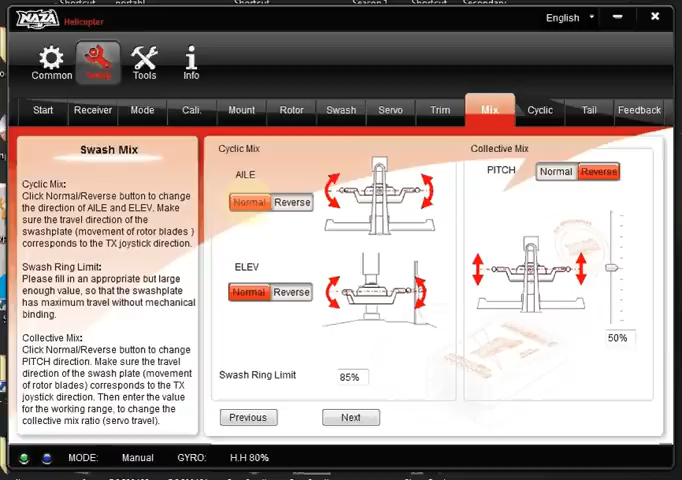 NAZA Helicopter
English
Common Tools Info
Start Receiver Mode Cali. Mount Rotor Swash Servo Trim Mix Cyclic Tail Feedback
Swash Mix
Cyclic Mix:
Click Normal/Reverse button to change
the direction of AILE and ELEV. Make
sure the travel direction of the
swashplate (movement of rotor blades )
corresponds to the TX joystick direction.
Swash Ring Limit:
Please fill in an appropriate but large
enough value, so that the swashplate
has maximum travel without mechanical
binding.
Collective Mix:
Click Normal/Reverse button to change
PITCH direction. Make sure the travel
direction of the swash plate (movement
of rotor blades) corresponds to the TX
joystick direction. Then enter the value
for the working range, to change the
collective mix ratio (servo travel).
Cyclic Mix
AILE
Normal Reverse
ELEV
Normal Reverse
Swash Ring Limit 85%
Previous Next
Collective Mix
PITCH Normal Reverse
50%
MODE: Manual GYRO: H.H 80%